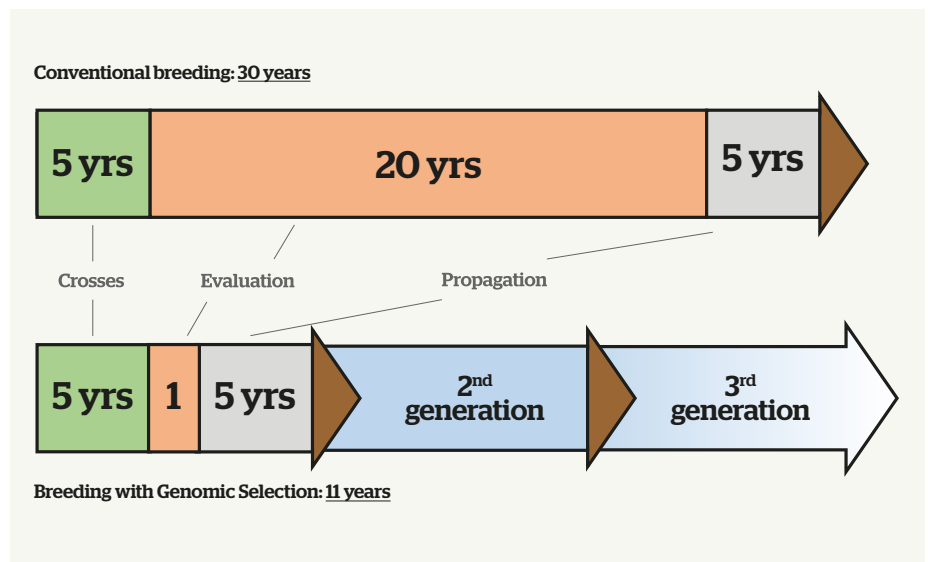 Conventional breeding: 30 years
5 yrs
20 yrs
5 yrs
Crosses
Evaluation
Propagation
5 yrs
1
5 yrs
2nd
generation
3rd
generation
Breeding with Genomic Selection: 11 years